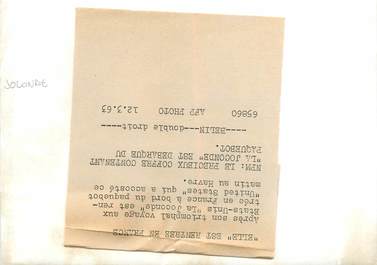 JOCONDE
"ELLE" EST RENTREE EN FRANCE
Après son triomphal voyage aux
Etats-Unis "La Joconde" est ren-
trée en France à bord du paquebot
"United States" qui a accosté ce
matin au Havre.
NPM: LE PRECIEUX COFFRE CONTENANT
"LA JOCONDE" EST DEBARQUE DU
PAQUEBOT.
----BELIN---double droit----
65860 AFP PHOTO 12.3.63